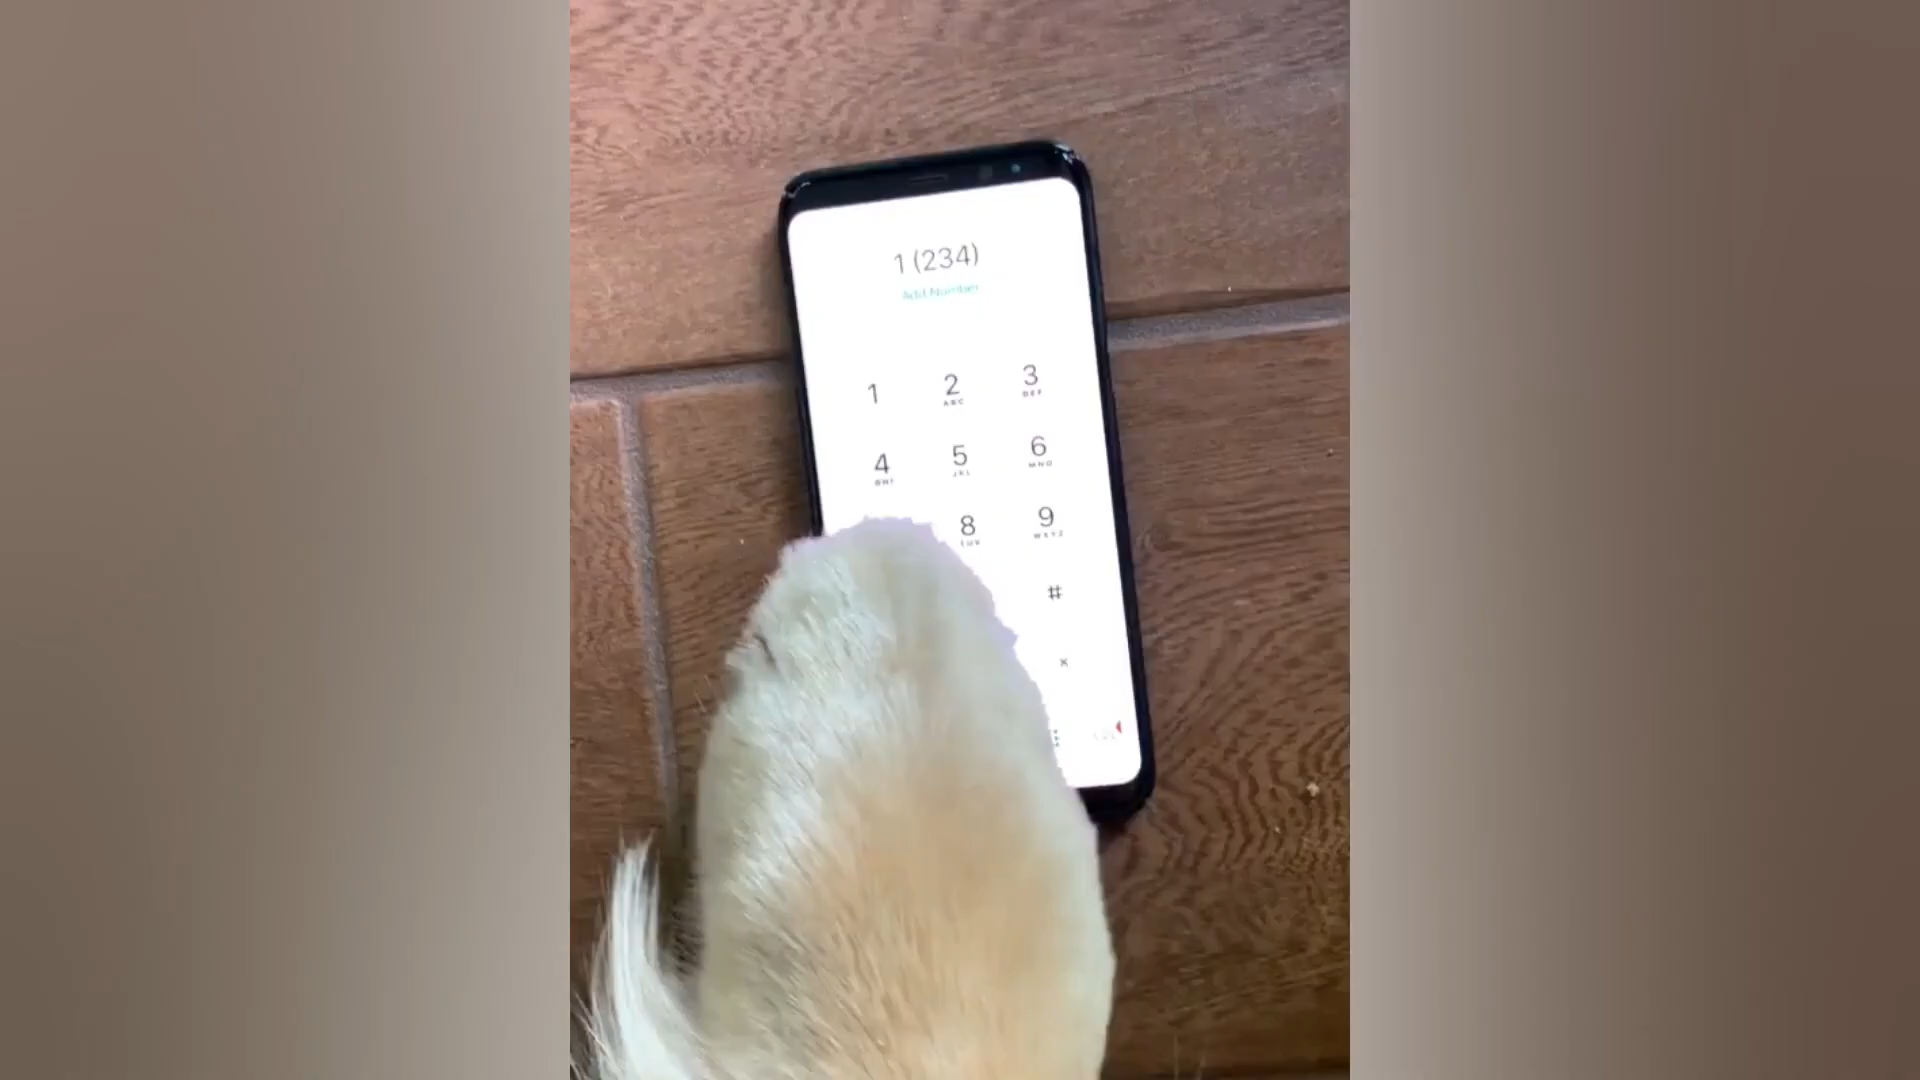 1 (234)
Add Number
1 2 3
ABC DEF
4 5 6
GHI JKL MNO
8 9
TUV WXYZ
#